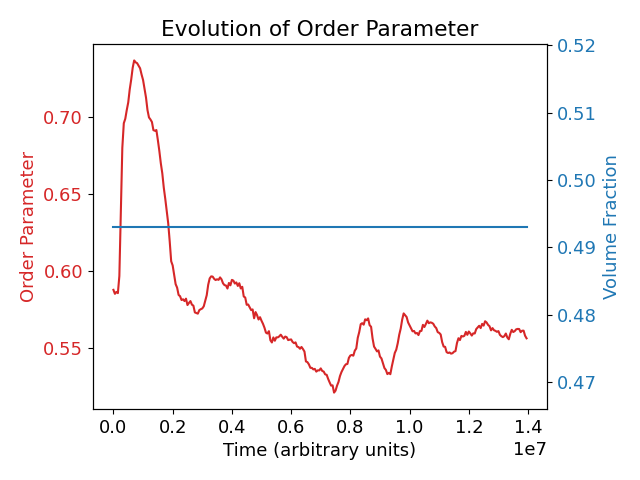 Evolution of Order Parameter
Order Parameter
0.70
0.65
0.60
0.55
0.52
0.51
0.50
0.49
0.48
0.47
Volume Fraction
0.0 0.2 0.4 0.6 0.8 1.0 1.2 1.4
1e7
Time (arbitrary units)